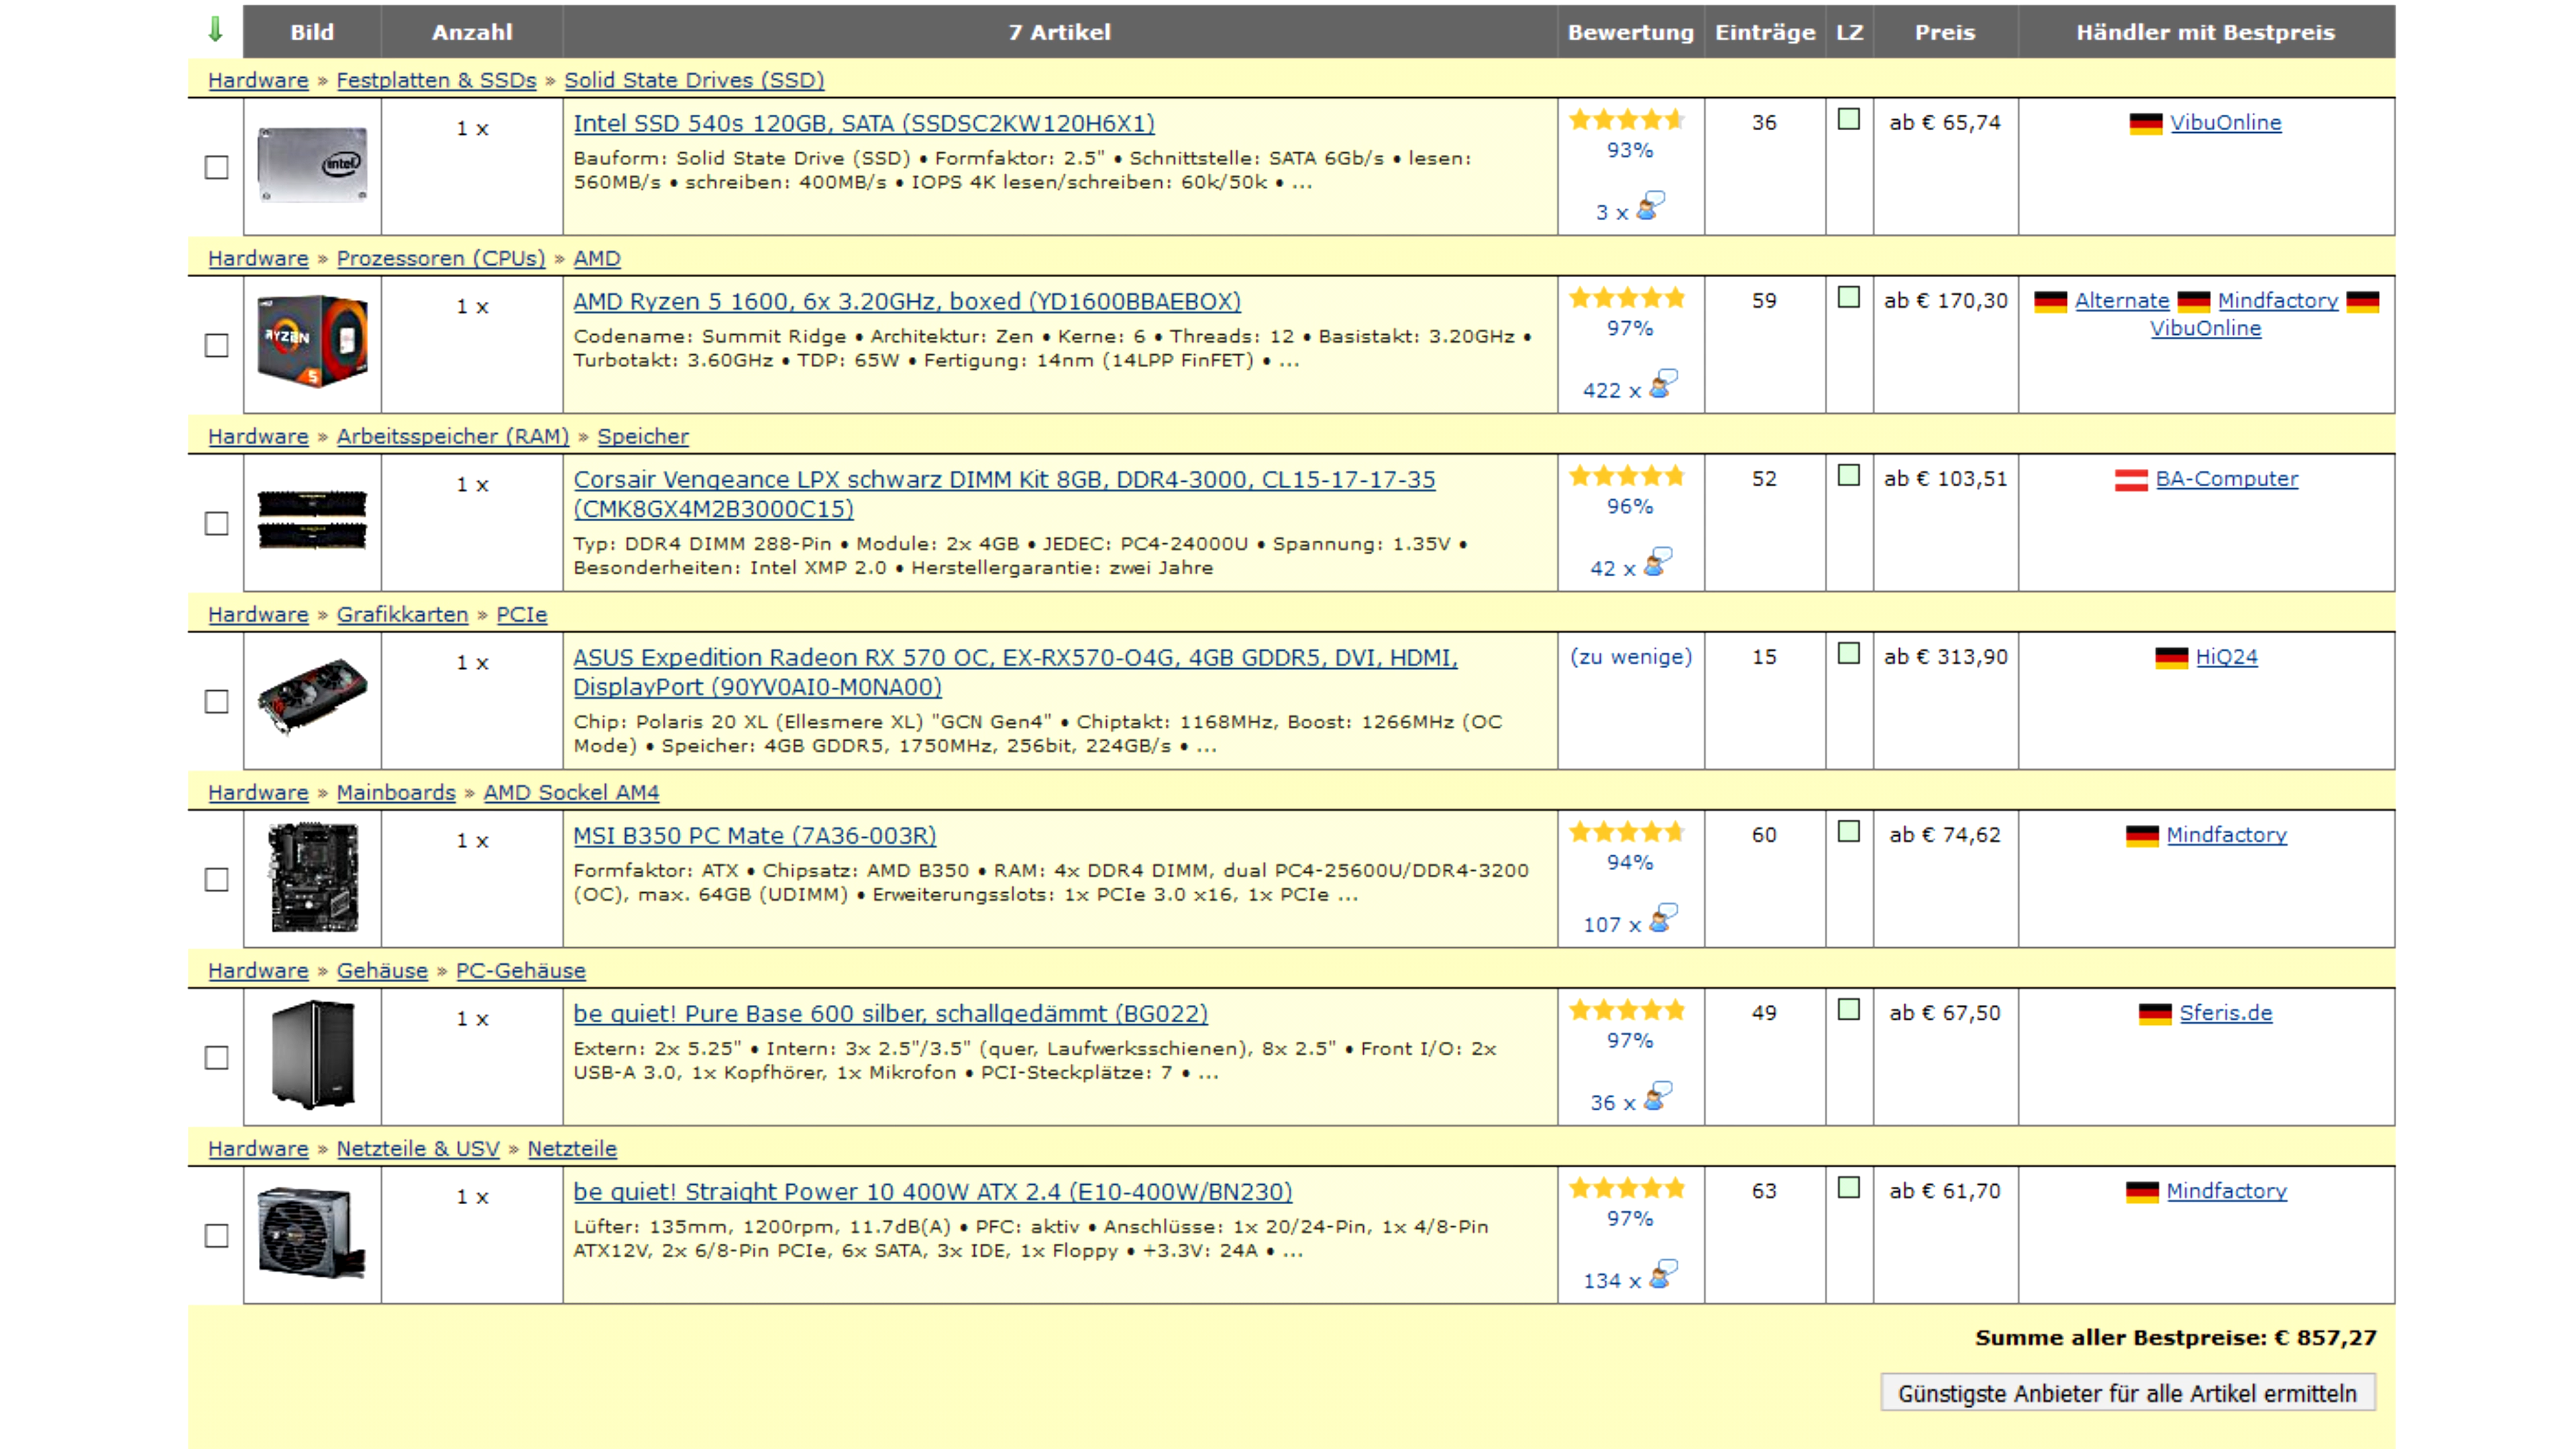 Bild Anzahl 7 Artikel Bewertung Einträge LZ Preis Händler mit Bestpreis
Hardware » Festplatten & SSDs » Solid State Drives (SSD)
1 x Intel SSD 540s 120GB, SATA (SSDSC2KW120H6X1) 36 ab € 65,74 VibuOnline
Bauform: Solid State Drive (SSD) • Formfaktor: 2.5" • Schnittstelle: SATA 6Gb/s • lesen:
560MB/s • schreiben: 400MB/s • IOPS 4K lesen/schreiben: 60k/50k • ...
93%
3 x
intel
Hardware » Prozessoren (CPUs) » AMD
1 x AMD Ryzen 5 1600, 6x 3.20GHz, boxed (YD1600BBAEBOX) 59 ab € 170,30 Alternate Mindfactory
VibuOnline
Codename: Summit Ridge • Architektur: Zen • Kerne: 6 • Threads: 12 • Basistakt: 3.20GHz •
Turbotakt: 3.60GHz • TDP: 65W • Fertigung: 14nm (14LPP FinFET) • ...
97%
422 x
RYZEN
5
Hardware » Arbeitsspeicher (RAM) » Speicher
1 x Corsair Vengeance LPX schwarz DIMM Kit 8GB, DDR4-3000, CL15-17-17-35 52 ab € 103,51 BA-Computer
(CMK8GX4M2B3000C15)
Typ: DDR4 DIMM 288-Pin • Module: 2x 4GB • JEDEC: PC4-24000U • Spannung: 1.35V •
Besonderheiten: Intel XMP 2.0 • Herstellergarantie: zwei Jahre
96%
42 x
Hardware » Grafikkarten » PCIe
1 x ASUS Expedition Radeon RX 570 OC, EX-RX570-O4G, 4GB GDDR5, DVI, HDMI, (zu wenige) 15 ab € 313,90 HiQ24
DisplayPort (90YV0AI0-M0NA00)
Chip: Polaris 20 XL (Ellesmere XL) "GCN Gen4" • Chiptakt: 1168MHz, Boost: 1266MHz (OC
Mode) • Speicher: 4GB GDDR5, 1750MHz, 256bit, 224GB/s • ...
Hardware » Mainboards » AMD Sockel AM4
1 x MSI B350 PC Mate (7A36-003R) 60 ab € 74,62 Mindfactory
Formfaktor: ATX • Chipsatz: AMD B350 • RAM: 4x DDR4 DIMM, dual PC4-25600U/DDR4-3200
(OC), max. 64GB (UDIMM) • Erweiterungsslots: 1x PCIe 3.0 x16, 1x PCIe ...
94%
107 x
Hardware » Gehäuse » PC-Gehäuse
1 x be quiet! Pure Base 600 silber, schallgedämmt (BG022) 49 ab € 67,50 Sferis.de
Extern: 2x 5.25" • Intern: 3x 2.5"/3.5" (quer, Laufwerksschienen), 8x 2.5" • Front I/O: 2x
USB-A 3.0, 1x Kopfhörer, 1x Mikrofon • PCI-Steckplätze: 7 • ...
97%
36 x
Hardware » Netzteile & USV » Netzteile
1 x be quiet! Straight Power 10 400W ATX 2.4 (E10-400W/BN230) 63 ab € 61,70 Mindfactory
Lüfter: 135mm, 1200rpm, 11.7dB(A) • PFC: aktiv • Anschlüsse: 1x 20/24-Pin, 1x 4/8-Pin
ATX12V, 2x 6/8-Pin PCIe, 6x SATA, 3x IDE, 1x Floppy • +3.3V: 24A • ...
97%
134 x
Summe aller Bestpreise: € 857,27
Günstigste Anbieter für alle Artikel ermitteln